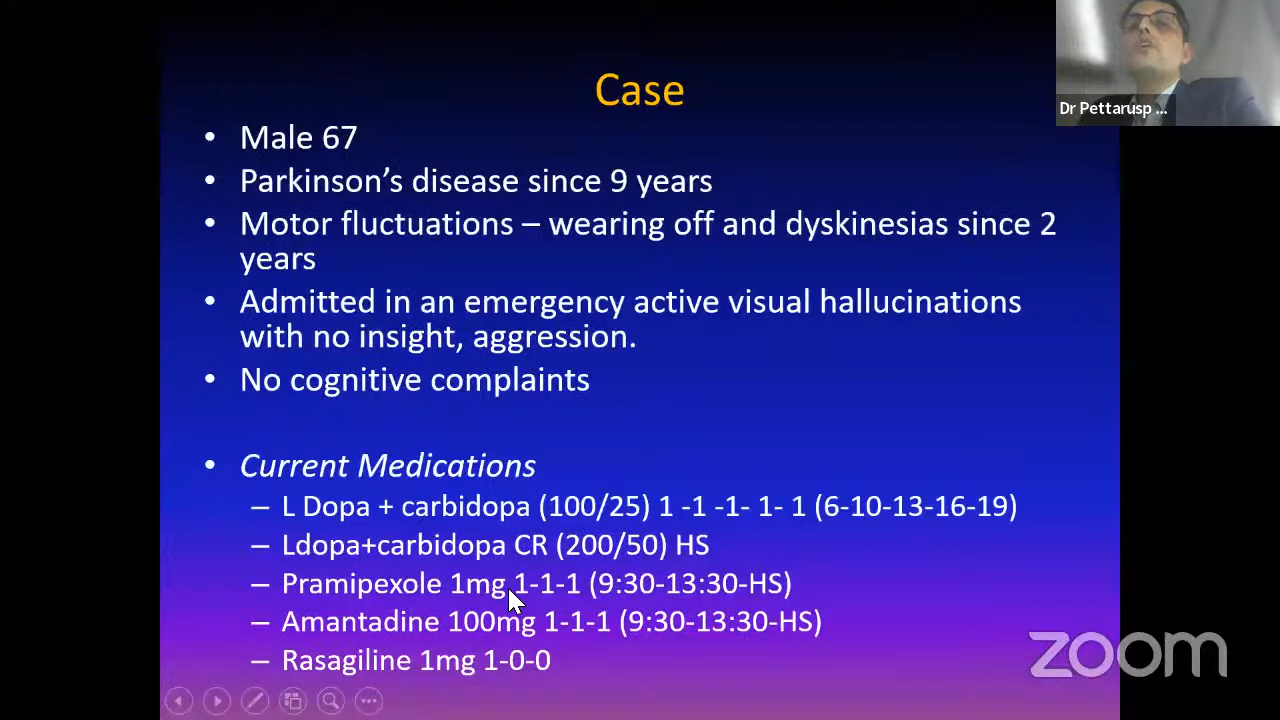 Case
• Male 67
• Parkinson's disease since 9 years
• Motor fluctuations – wearing off and dyskinesias since 2
years
• Admitted in an emergency active visual hallucinations
with no insight, aggression.
• No cognitive complaints
• Current Medications
– L Dopa + carbidopa (100/25) 1 -1 -1- 1- 1 (6-10-13-16-19)
– Ldopa+carbidopa CR (200/50) HS
– Pramipexole 1mg 1-1-1 (9:30-13:30-HS)
– Amantadine 100mg 1-1-1 (9:30-13:30-HS)
– Rasagiline 1mg 1-0-0
Dr Pettarusp ...
zoom